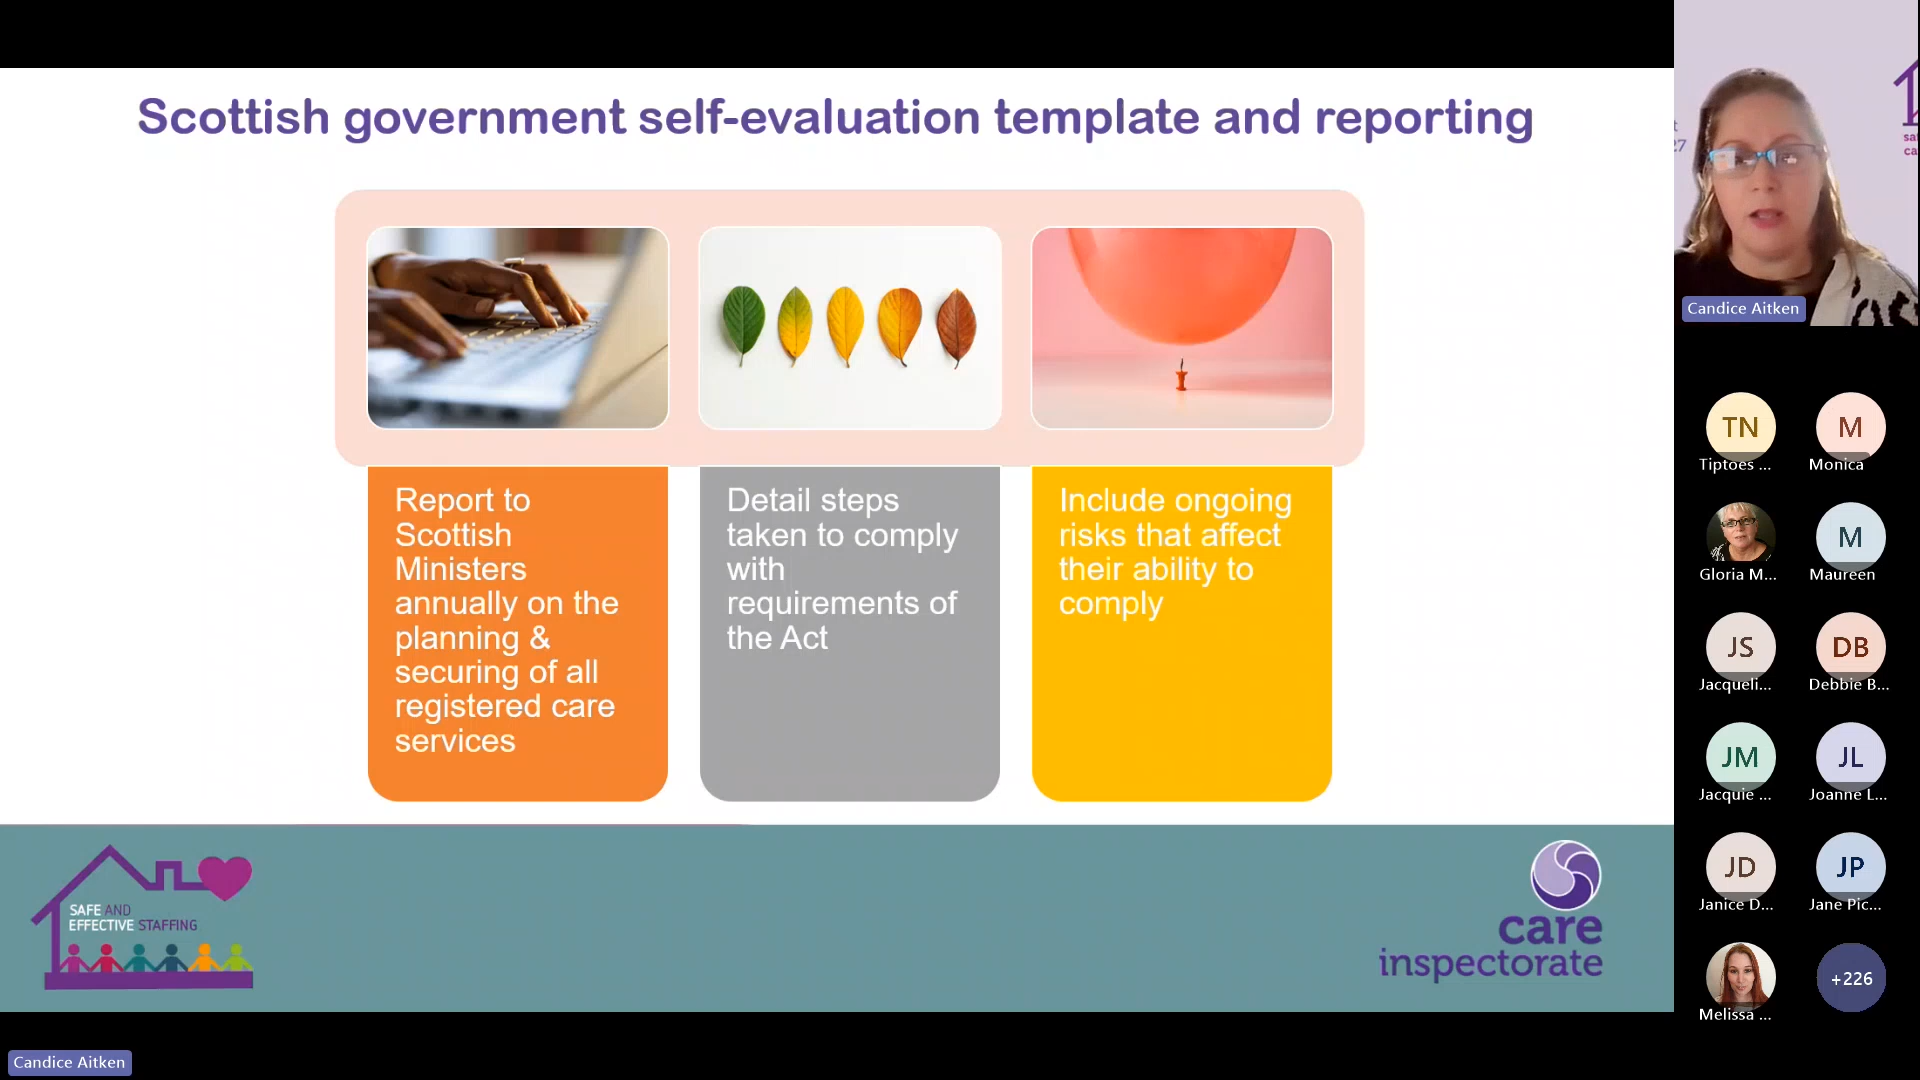 Scottish government self-evaluation template and reporting
Report to
Scottish
Ministers
annually on the
planning &
securing of all
registered care
services
Detail steps
taken to comply
with
requirements of
the Act
Include ongoing
risks that affect
their ability to
comply
SAFE AND
EFFECTIVE STAFFING
care
inspectorate
Candice Aitken
t
27
sa
ca
Candice Aitken
TN
Tiptoes ...
M
Monica
Gloria M...
M
Maureen
JS
Jacqueli...
DB
Debbie B...
JM
Jacquie ...
JL
Joanne L...
JD
Janice D...
JP
Jane Pic...
Melissa ...
+226